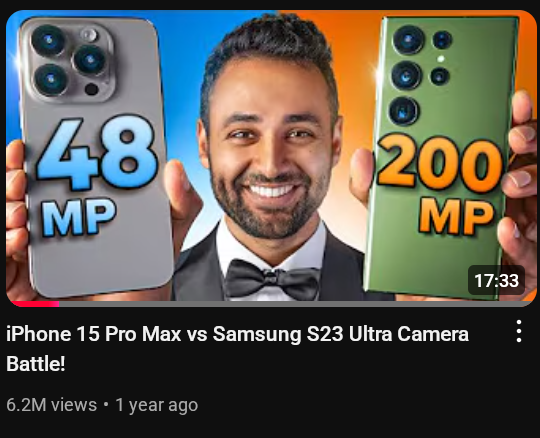 48
MP
200
MP
17:33
iPhone 15 Pro Max vs Samsung S23 Ultra Camera
Battle!
6.2M views • 1 year ago